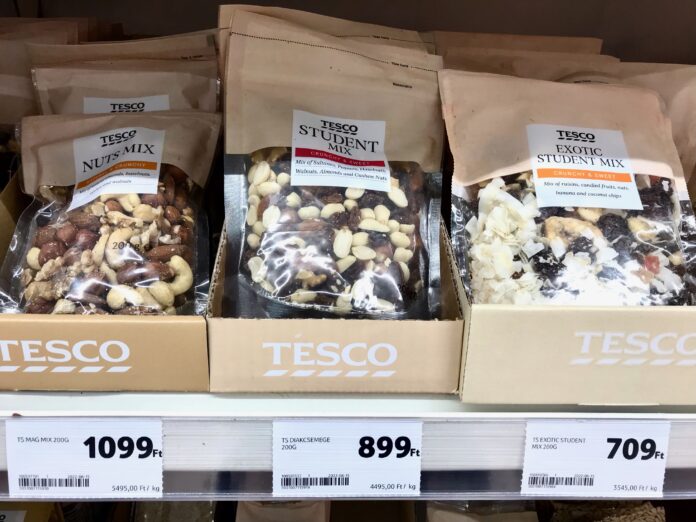 TESCO
TESCO
NUTS MIX
CRUNCHY
TESCO
STUDENT
MIX
CRUNCHY & SWEET
Mix of Sultanas, Peanuts, Hazelnuts,
Walnuts, Almonds and Cashew Nuts
TESCO
EXOTIC
STUDENT MIX
CRUNCHY & SWEET
Mix of raisins, candied fruits, nuts,
banana and coconut chips
TESCO
TESCO
TESCO
TS MAG MIX 200G
1099Ft
5495,00 Ft / kg
TS DIAKCSEMEGE
200G
899Ft
4495,00 Ft / kg
TS EXOTIC STUDENT
MIX 200G
709Ft
3545,00 Ft / kg